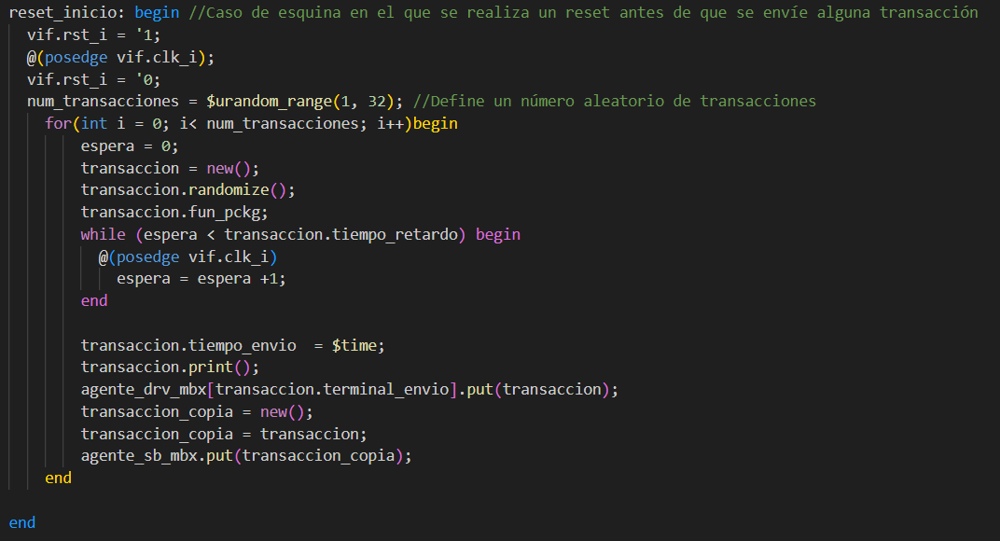 reset_inicio: begin //Caso de esquina en el que se realiza un reset antes de que se envíe alguna transacción
vif.rst_i = '1;
@(posedge vif.clk_i);
vif.rst_i = '0;
num_transacciones = $urandom_range(1, 32); //Define un número aleatorio de transacciones
for(int i = 0; i< num_transacciones; i++)begin
espera = 0;
transaccion = new();
transaccion.randomize();
transaccion.fun_pckg;
while (espera < transaccion.tiempo_retardo) begin
@(posedge vif.clk_i)
espera = espera +1;
end
transaccion.tiempo_envio  = $time;
transaccion.print();
agente_drv_mbx[transaccion.terminal_envio].put(transaccion);
transaccion_copia = new();
transaccion_copia = transaccion;
agente_sb_mbx.put(transaccion_copia);
end
end